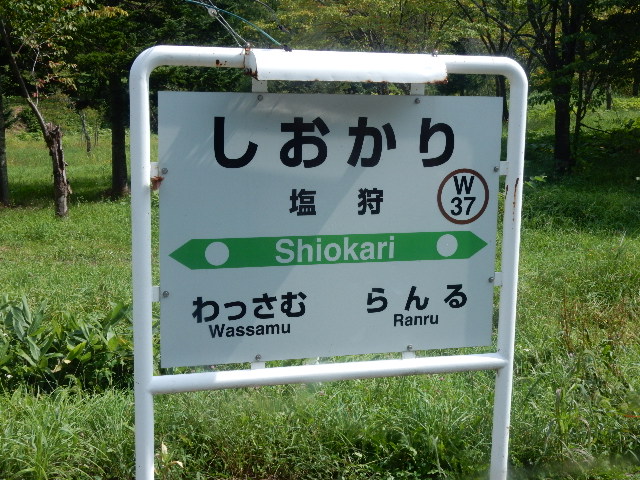 しおかり
塩狩
W
37
Shiokari
わっさむ
Wassamu
らんる
Ranru